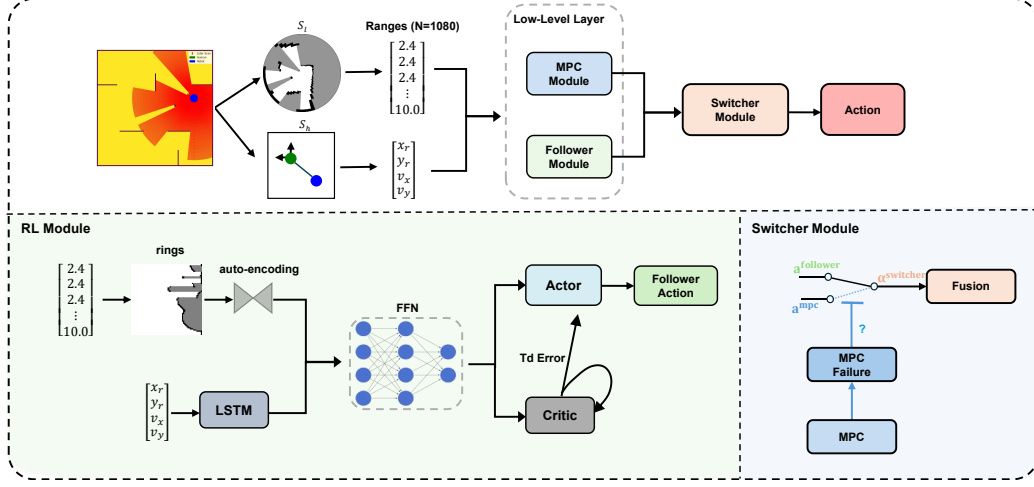 S_l
Ranges (N=1080)
2.4
2.4
2.4
⋮
10.0
S_h
x_r
y_r
v_x
v_y
Low-Level Layer
MPC
Module
Follower
Module
Switcher
Module
Action
RL Module
2.4
2.4
2.4
⋮
10.0
rings
auto-encoding
x_r
y_r
v_x
v_y
LSTM
FFN
Actor
Follower
Action
Td Error
Critic
Switcher Module
a^follower
α^switcher
a^mpc
Fusion
?
MPC
Failure
MPC